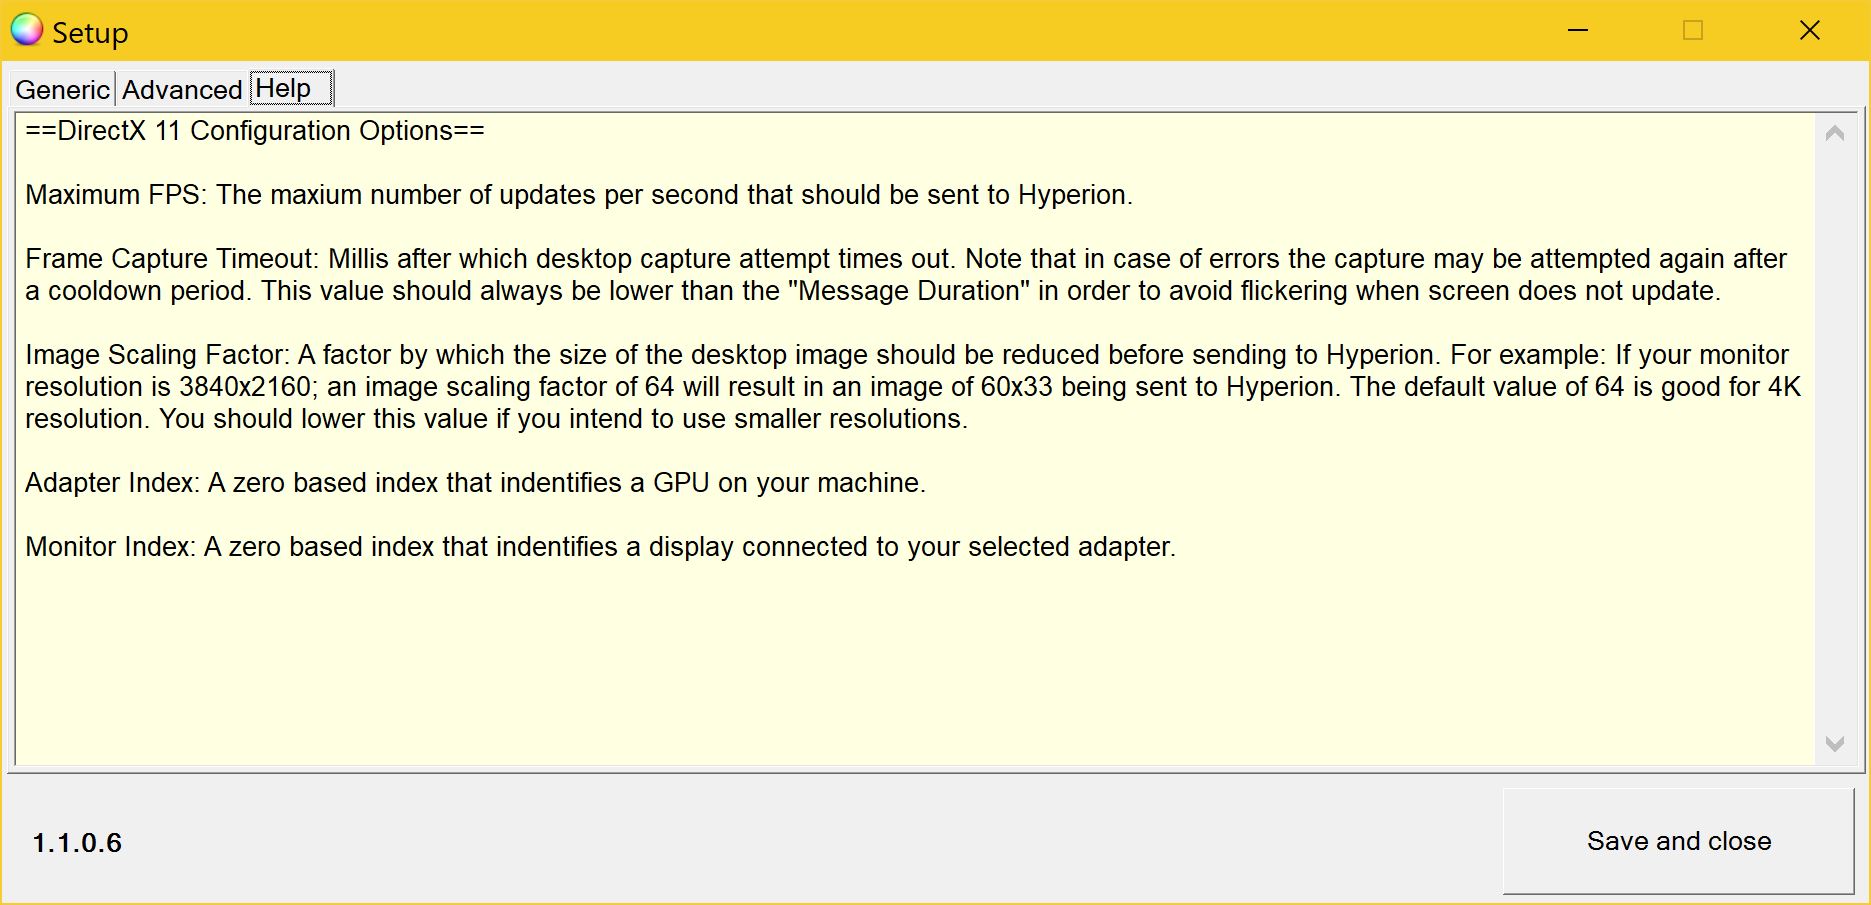 Setup
Generic Advanced Help
==DirectX 11 Configuration Options==
Maximum FPS: The maxium number of updates per second that should be sent to Hyperion.
Frame Capture Timeout: Millis after which desktop capture attempt times out. Note that in case of errors the capture may be attempted again after
a cooldown period. This value should always be lower than the "Message Duration" in order to avoid flickering when screen does not update.
Image Scaling Factor: A factor by which the size of the desktop image should be reduced before sending to Hyperion. For example: If your monitor
resolution is 3840x2160; an image scaling factor of 64 will result in an image of 60x33 being sent to Hyperion. The default value of 64 is good for 4K
resolution. You should lower this value if you intend to use smaller resolutions.
Adapter Index: A zero based index that indentifies a GPU on your machine.
Monitor Index: A zero based index that indentifies a display connected to your selected adapter.
1.1.0.6
Save and close